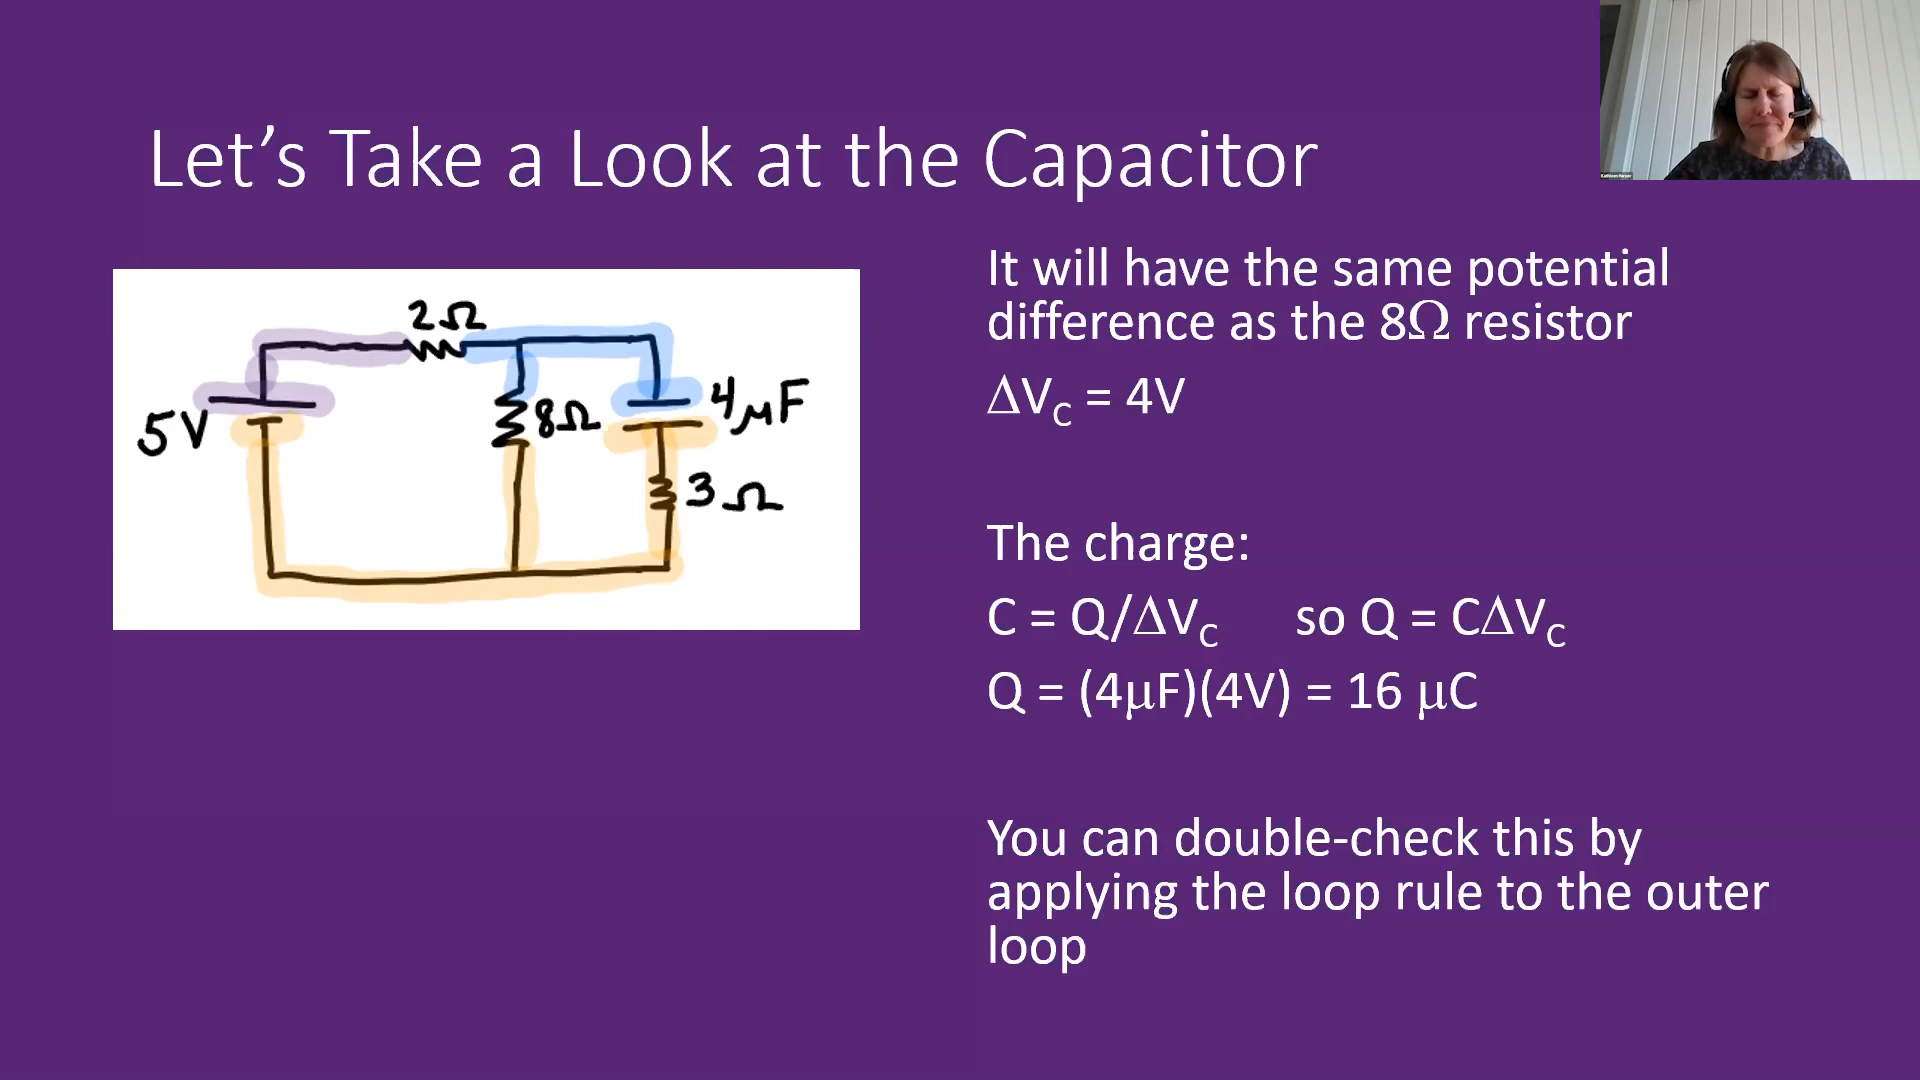 Let's Take a Look at the Capacitor
Kathleen Harper
2Ω
5V
8Ω
4μF
3Ω
It will have the same potential
difference as the 8Ω resistor
ΔV_C = 4V
The charge:
C = Q/ΔV_C so Q = CΔV_C
Q = (4μF)(4V) = 16 μC
You can double-check this by
applying the loop rule to the outer
loop